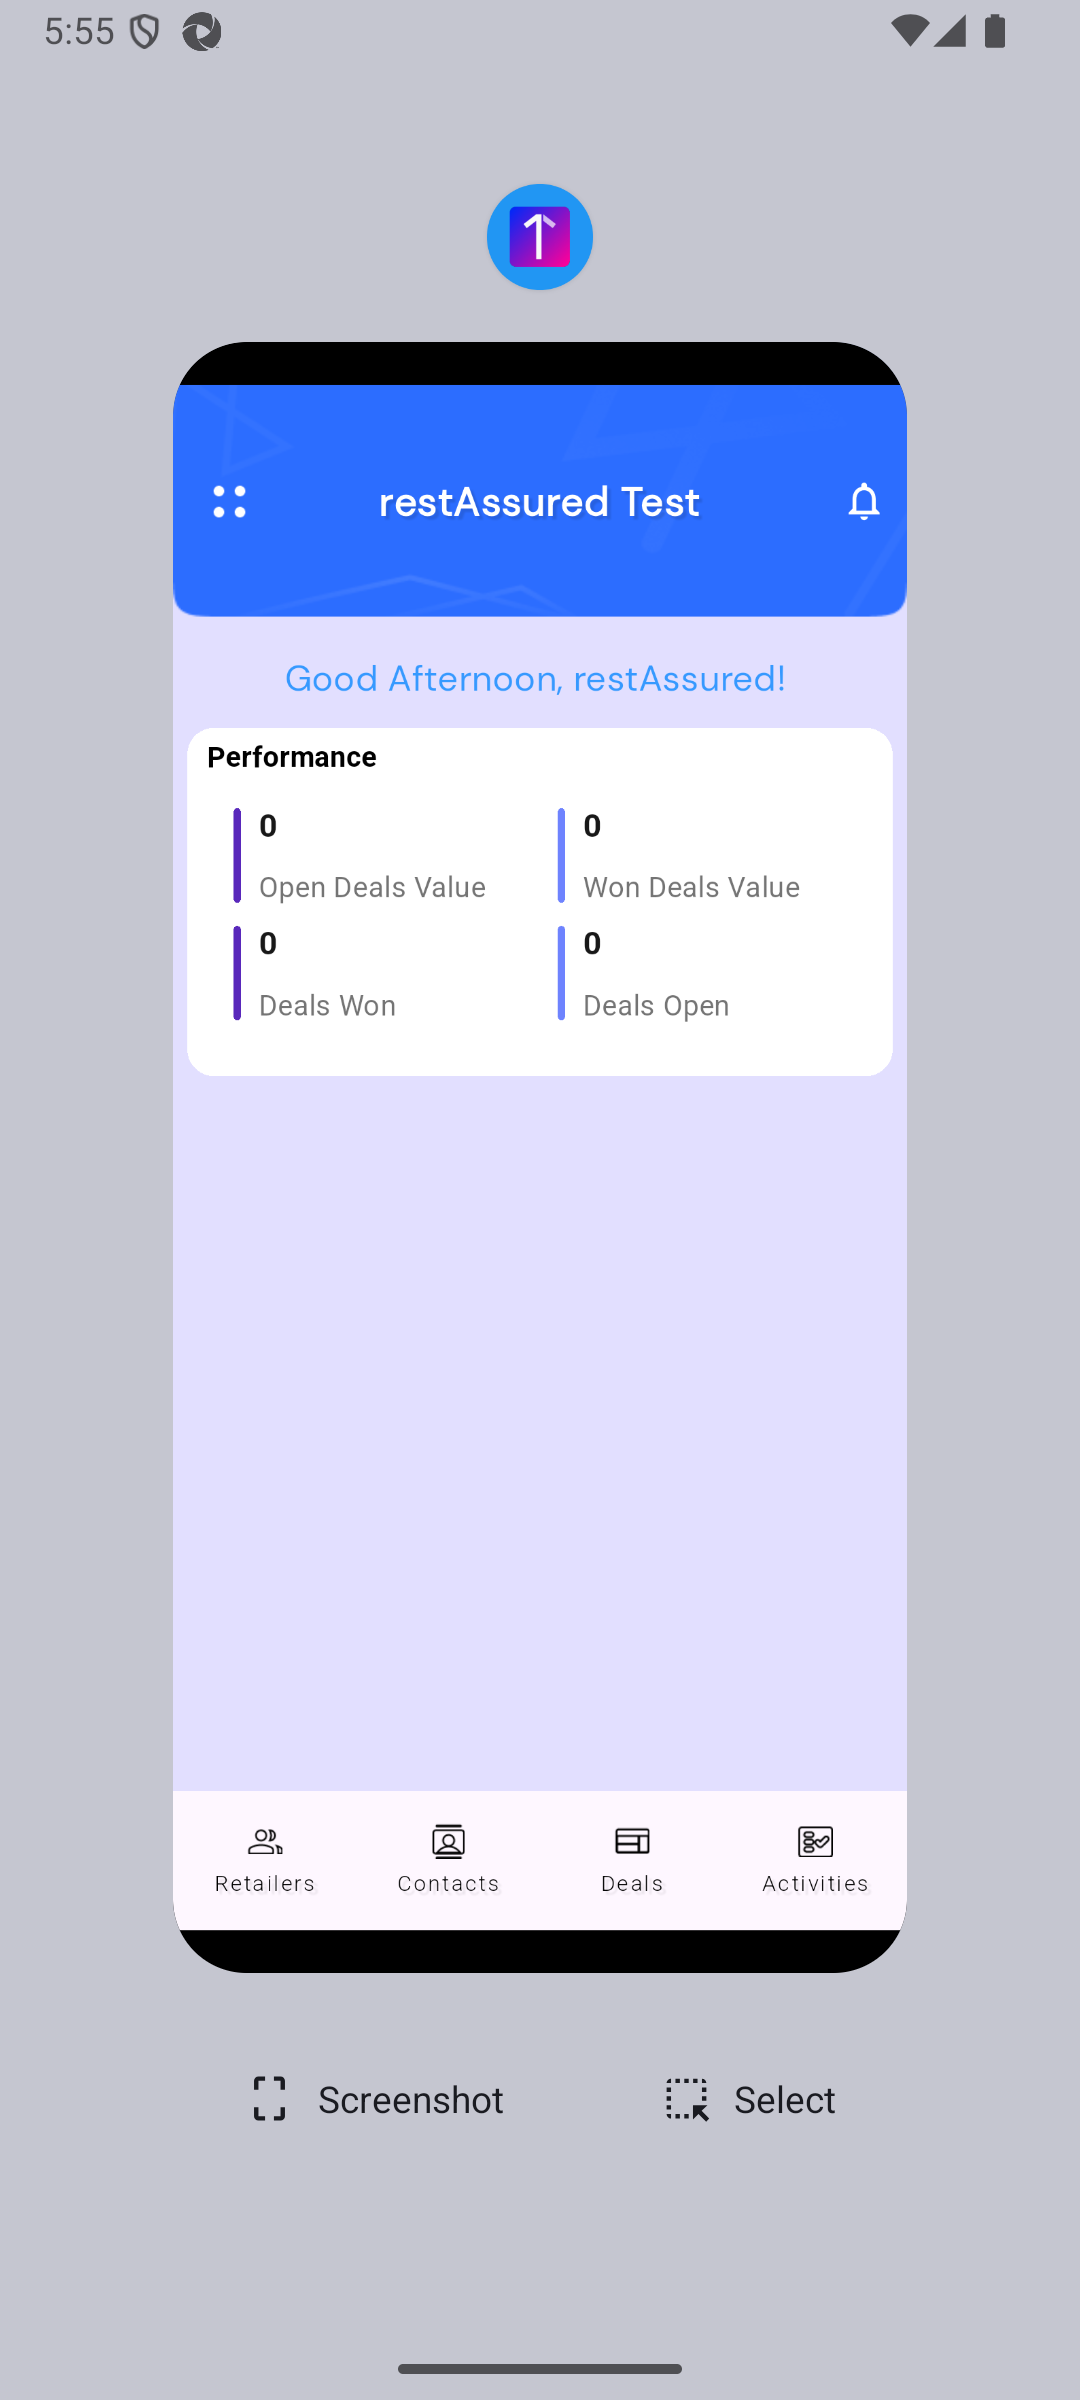 5:55
restAssured Test
Good Afternoon, restAssured!
Performance
0
Open Deals Value
0
Won Deals Value
0
Deals Won
0
Deals Open
Retailers
Contacts
Deals
Activities
Screenshot
Select